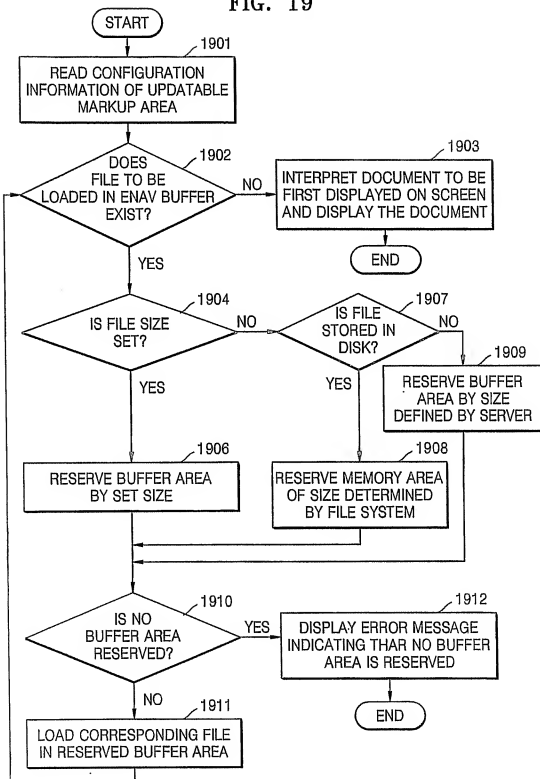 FIG. 19
START
1901
READ CONFIGURATION
INFORMATION OF UPDATABLE
MARKUP AREA
1902
DOES
FILE TO BE
LOADED IN ENAV BUFFER
EXIST?
NO
1903
INTERPRET DOCUMENT TO BE
FIRST DISPLAYED ON SCREEN
AND DISPLAY THE DOCUMENT
END
YES
1904
IS FILE SIZE
SET?
NO
1907
IS FILE
STORED IN
DISK?
NO
1909
RESERVE BUFFER
AREA BY SIZE
DEFINED BY SERVER
YES
YES
1906
RESERVE BUFFER AREA
BY SET SIZE
1908
RESERVE MEMORY AREA
OF SIZE DETERMINED
BY FILE SYSTEM
1910
IS NO
BUFFER AREA
RESERVED?
YES
1912
DISPLAY ERROR MESSAGE
INDICATING THAR NO BUFFER
AREA IS RESERVED
END
NO
1911
LOAD CORRESPONDING FILE
IN RESERVED BUFFER AREA